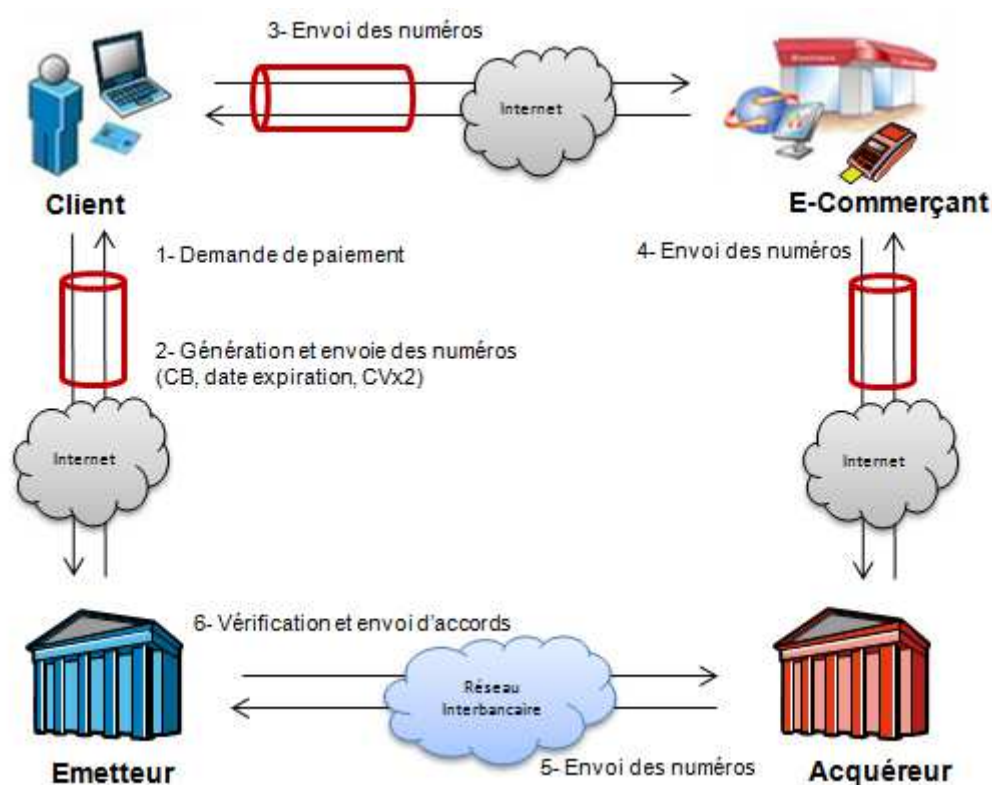 3- Envoi des numéros
Internet
Client
E-Commerçant
1- Demande de paiement
4- Envoi des numéros
2- Génération et envoie des numéros
(CB, date expiration, CVx2)
Internet
Internet
6- Vérification et envoi d'accords
Réseau
Interbancaire
5- Envoi des numéros
Emetteur
Acquéreur